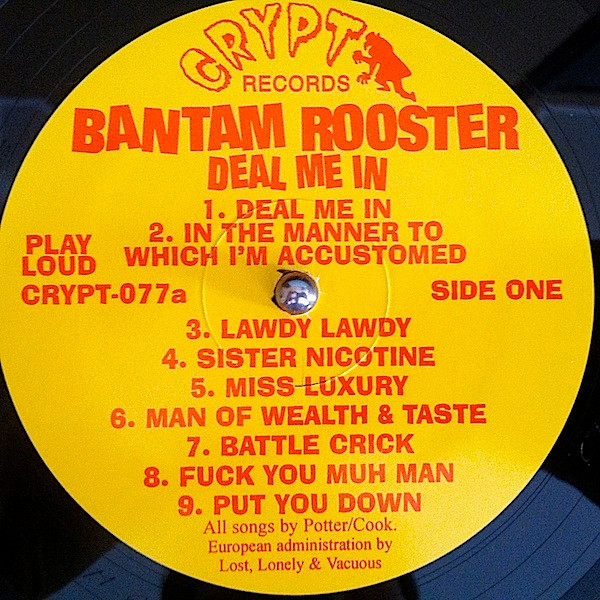 CRYPT
RECORDS
BANTAM ROOSTER
DEAL ME IN
1. DEAL ME IN
2. IN THE MANNER TO
WHICH I'M ACCUSTOMED
PLAY
LOUD
CRYPT-077a
SIDE ONE
3. LAWDY LAWDY
4. SISTER NICOTINE
5. MISS LUXURY
6. MAN OF WEALTH & TASTE
7. BATTLE CRICK
8. FUCK YOU MUH MAN
9. PUT YOU DOWN
All songs by Potter/Cook.
European administration by
Lost, Lonely & Vacuous